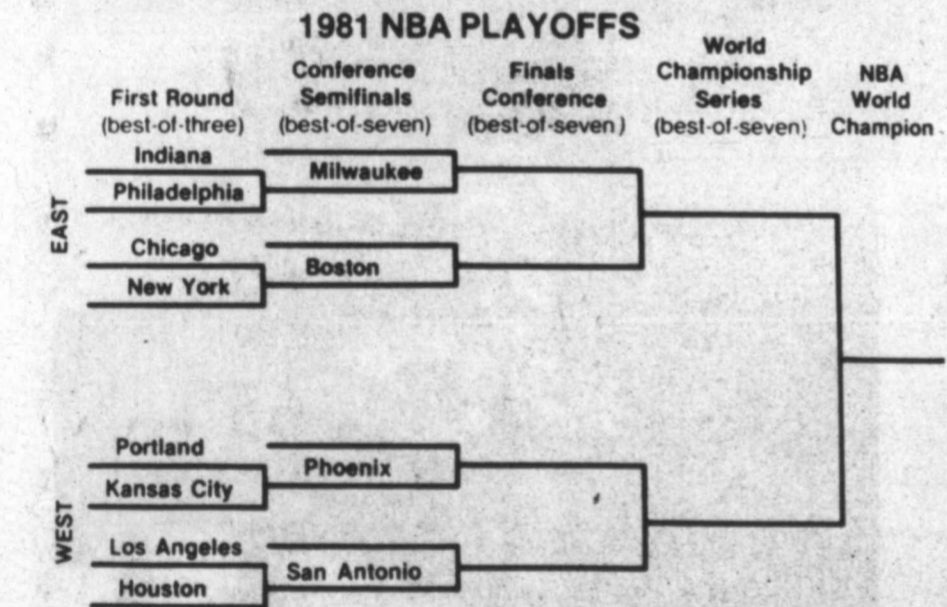 1981 NBA PLAYOFFS
First Round
(best-of-three)
Conference
Semifinals
(best-of-seven)
Finals
Conference
(best-of-seven)
World
Championship
Series
(best-of-seven)
NBA
World
Champion
EAST
Indiana
Philadelphia
Milwaukee
Chicago
New York
Boston
WEST
Portland
Kansas City
Phoenix
Los Angeles
Houston
San Antonio